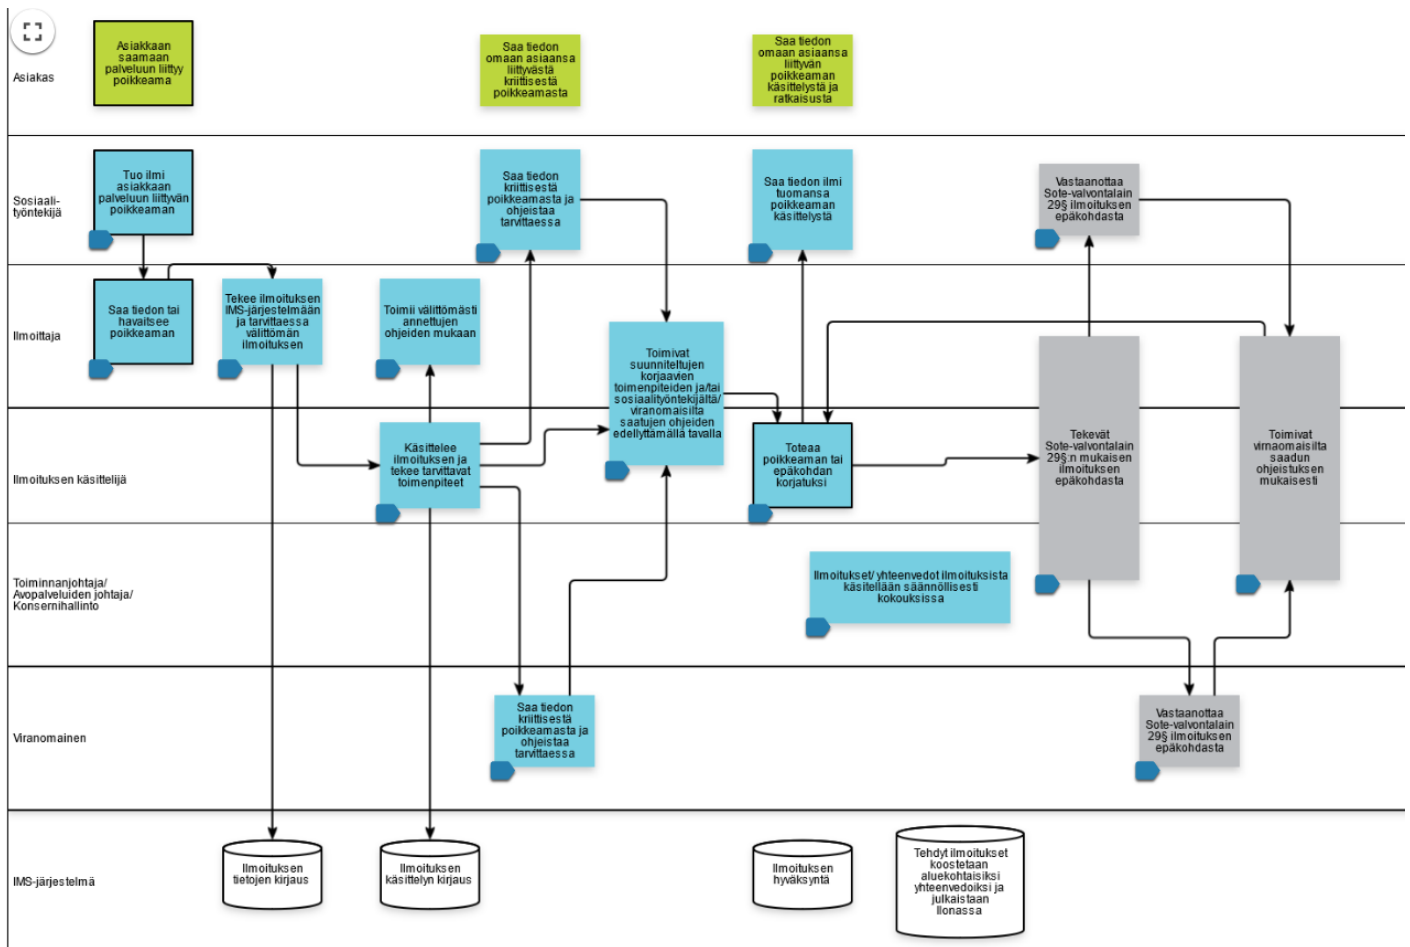 Asiakas
Asiakkaan
saamaan
palveluun liittyy
poikkeama
Saa tiedon
omaan asiaansa
liittyvästä
kriittisestä
poikkeamasta
Saa tiedon
omaan asiaansa
liittyvän
poikkeaman
käsittelystä ja
ratkaisusta
Sosiaali-
työntekijä
Tuo ilmi
asiakkaan
palveluun liittyvän
poikkeaman
Saa tiedon
kriittisestä
poikkeamasta ja
ohjeistaa
tarvittaessa
Saa tiedon ilmi
tuomansa
poikkeaman
käsittelystä
Vastaanottaa
Sote-valvontalain
29§ ilmoituksen
epäkohdasta
Ilmoittaja
Saa tiedon tai
havaitsee
poikkeaman
Tekee ilmoituksen
IMS-järjestelmään
ja tarvittaessa
välittömän
ilmoituksen
Toimii välittömästi
annettujen
ohjeiden mukaan
Toimivat
suunniteltujen
korjaavien
toimenpiteiden ja/tai
sosiaalityöntekijältä/
viranomaisilta
saatujen ohjeiden
edellyttämällä tavalla
Ilmoituksen käsittelijä
Käsittelee
ilmoituksen ja
tekee tarvittavat
toimenpiteet
Toteaa
poikkeaman tai
epäkohdan
korjatuksi
Tekevät
Sote-valvontalain
29§:n mukaisen
ilmoituksen
epäkohdasta
Toimivat
virnaomaisilta
saadun
ohjeistuksen
mukaisesti
Toiminnanjohtaja/
Avopalveluiden johtaja/
Konsernihallinto
Ilmoitukset/ yhteenvedot ilmoituksista
käsitellään säännöllisesti
kokouksissa
Viranomainen
Saa tiedon
kriittisestä
poikkeamasta ja
ohjeistaa
tarvittaessa
Vastaanottaa
Sote-valvontalain
29§ ilmoituksen
epäkohdasta
IMS-järjestelmä
Ilmoituksen
tietojen kirjaus
Ilmoituksen
käsittelyn kirjaus
Ilmoituksen
hyväksyntä
Tehdyt ilmoitukset
koostetaan
aluekohtaisiksi
yhteenvedoiksi ja
julkaistaan
Ilonassa